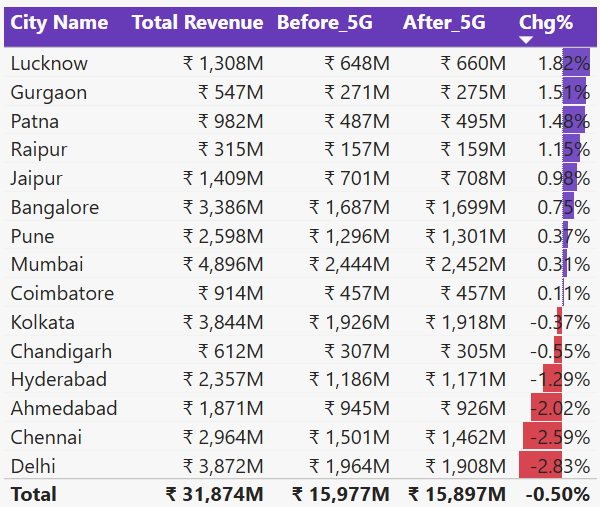 City Name Total Revenue Before_5G After_5G Chg%
Lucknow ₹ 1,308M ₹ 648M ₹ 660M 1.82%
Gurgaon ₹ 547M ₹ 271M ₹ 275M 1.51%
Patna ₹ 982M ₹ 487M ₹ 495M 1.48%
Raipur ₹ 315M ₹ 157M ₹ 159M 1.15%
Jaipur ₹ 1,409M ₹ 701M ₹ 708M 0.98%
Bangalore ₹ 3,386M ₹ 1,687M ₹ 1,699M 0.75%
Pune ₹ 2,598M ₹ 1,296M ₹ 1,301M 0.37%
Mumbai ₹ 4,896M ₹ 2,444M ₹ 2,452M 0.31%
Coimbatore ₹ 914M ₹ 457M ₹ 457M 0.11%
Kolkata ₹ 3,844M ₹ 1,926M ₹ 1,918M -0.37%
Chandigarh ₹ 612M ₹ 307M ₹ 305M -0.55%
Hyderabad ₹ 2,357M ₹ 1,186M ₹ 1,171M -1.29%
Ahmedabad ₹ 1,871M ₹ 945M ₹ 926M -2.02%
Chennai ₹ 2,964M ₹ 1,501M ₹ 1,462M -2.59%
Delhi ₹ 3,872M ₹ 1,964M ₹ 1,908M -2.83%
Total ₹ 31,874M ₹ 15,977M ₹ 15,897M -0.50%